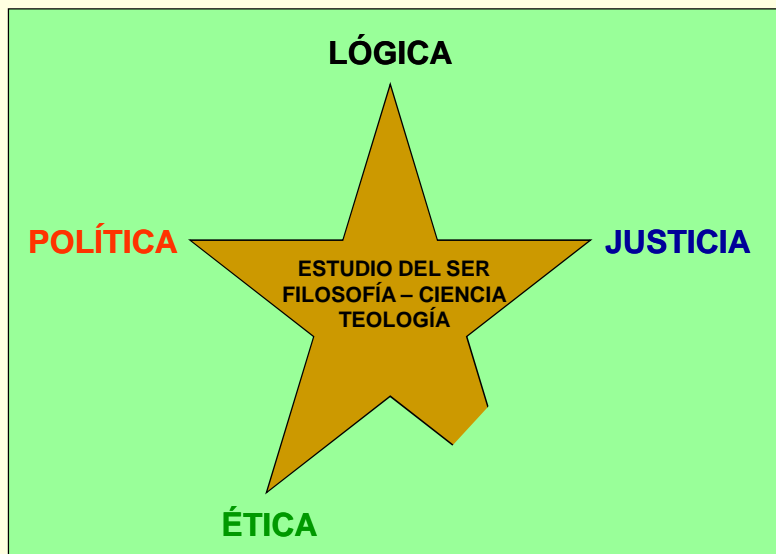 LÓGICA
POLÍTICA
JUSTICIA
ESTUDIO DEL SER
FILOSOFÍA – CIENCIA
TEOLOGÍA
ÉTICA